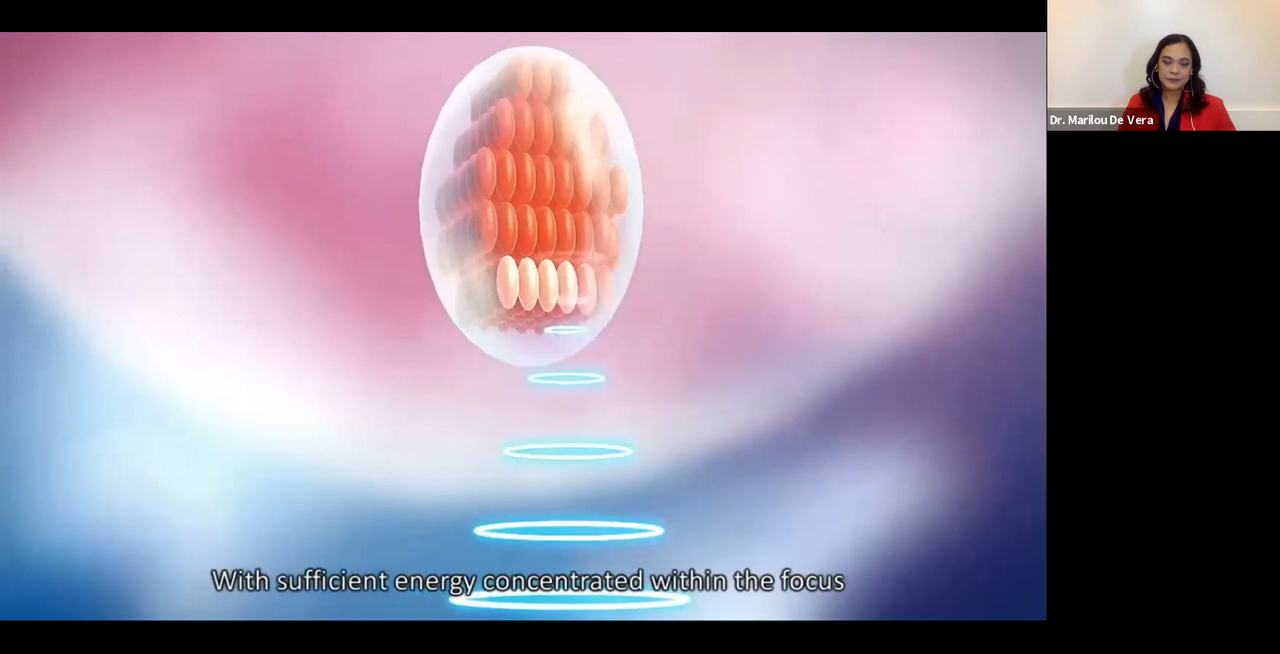 Dr. Marilou De Vera
With sufficient energy concentrated within the focus